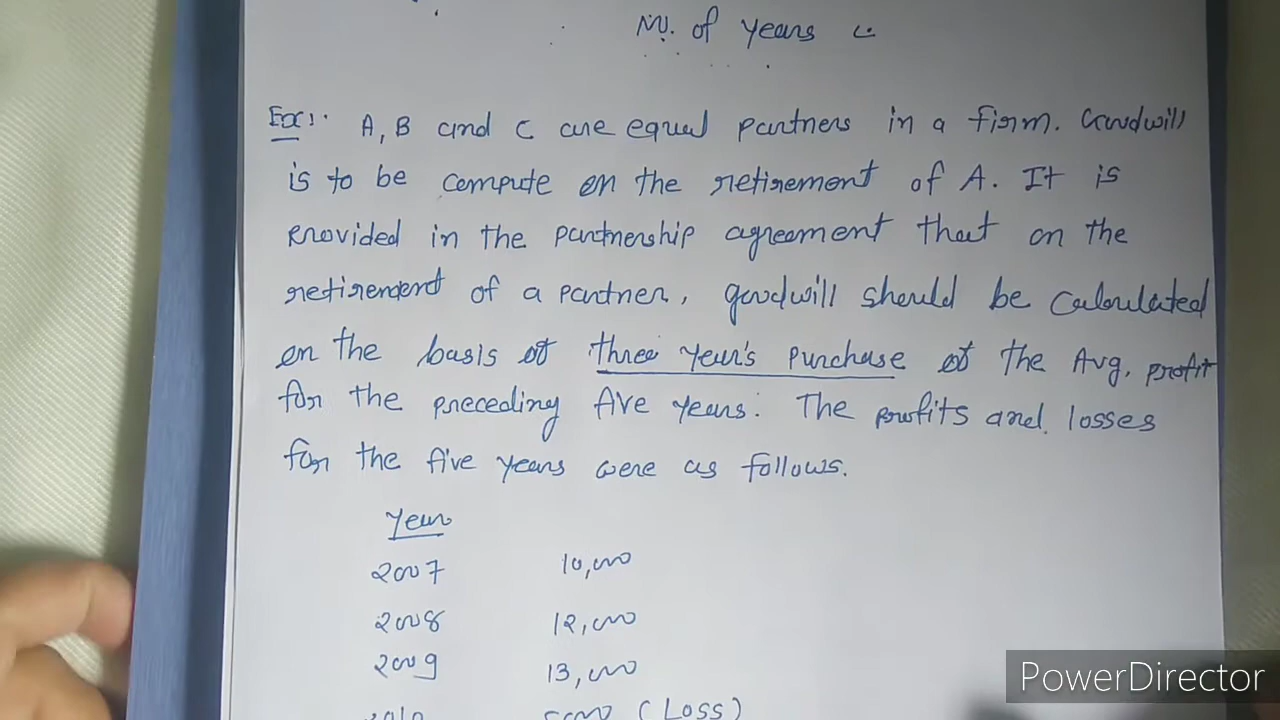 No. of years
Ex:1. A, B and C are equal partners in a firm. Goodwill
is to be compute on the retirement of A. It is
provided in the partnership agreement that on the
retirement of a partner, goodwill should be calculated
on the basis of three year's purchase of the Avg. profit
for the preceding five years. The profits and losses
for the five years were as follows.
Year
2007 10,000
2008 12,000
2009 13,000
2010 5000 (Loss)
PowerDirector